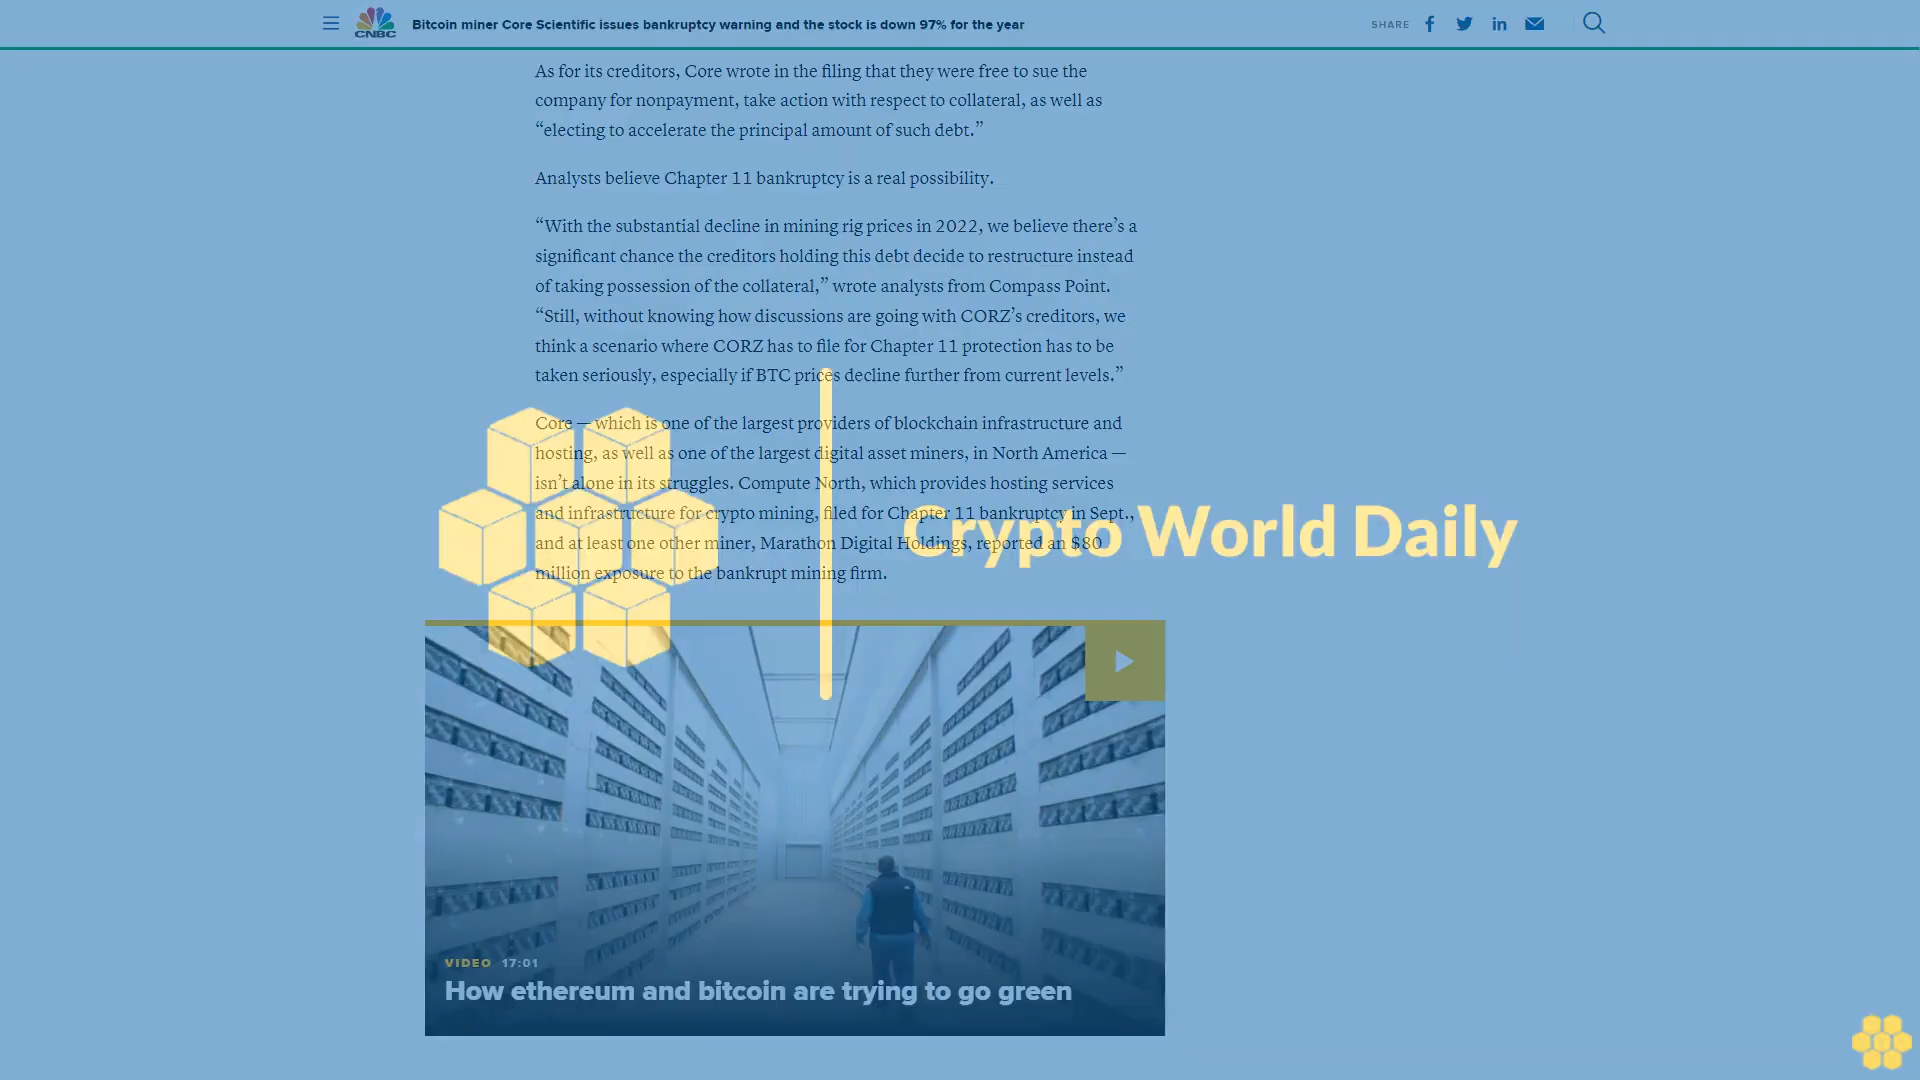 CNBC
Bitcoin miner Core Scientific issues bankruptcy warning and the stock is down 97% for the year
SHARE
As for its creditors, Core wrote in the filing that they were free to sue the
company for nonpayment, take action with respect to collateral, as well as
“electing to accelerate the principal amount of such debt.”
Analysts believe Chapter 11 bankruptcy is a real possibility.
“With the substantial decline in mining rig prices in 2022, we believe there’s a
significant chance the creditors holding this debt decide to restructure instead
of taking possession of the collateral,” wrote analysts from Compass Point.
“Still, without knowing how discussions are going with CORZ’s creditors, we
think a scenario where CORZ has to file for Chapter 11 protection has to be
taken seriously, especially if BTC prices decline further from current levels.”
Core — which is one of the largest providers of blockchain infrastructure and
hosting, as well as one of the largest digital asset miners, in North America —
isn’t alone in its struggles. Compute North, which provides hosting services
and infrastructure for crypto mining, filed for Chapter 11 bankruptcy in Sept.,
and at least one other miner, Marathon Digital Holdings, reported an $80
million exposure to the bankrupt mining firm.
Crypto World Daily
VIDEO 17:01
How ethereum and bitcoin are trying to go green